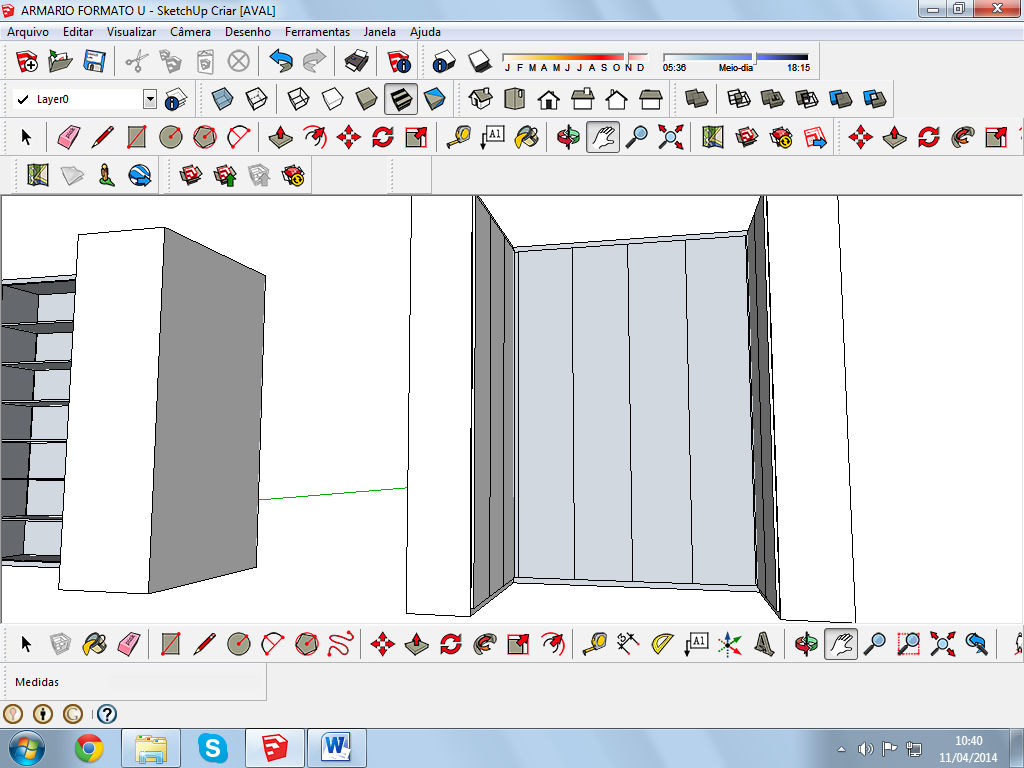 ARMARIO FORMATO U - SketchUp Criar [AVAL]
Arquivo Editar Visualizar Câmera Desenho Ferramentas Janela Ajuda
J F M A M J J A S O N D
05:36 Meio-dia 18:15
Layer0
A1
A1
Medidas
10:40
11/04/2014